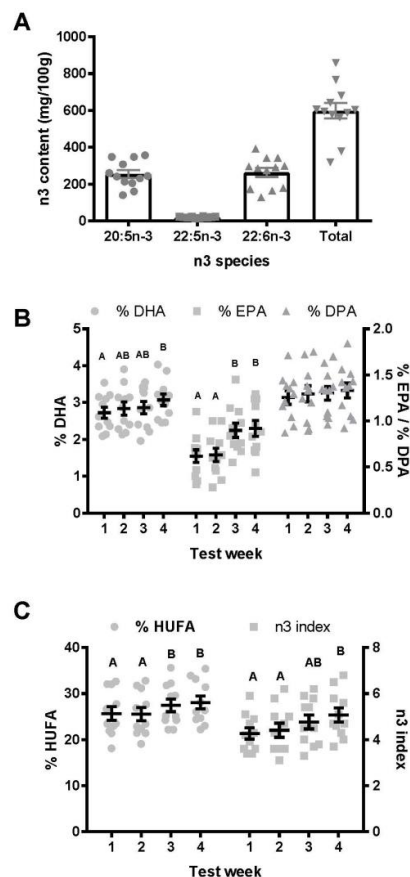 A
n3 content (mg/100g)
1000
800
600
400
200
0
20:5n-3 22:5n-3 22:6n-3 Total
n3 species
B
% DHA % EPA % DPA
% DHA
5
4
3
2
1
0
A AB AB B
A A B B
2.0
1.5
1.0
0.5
0.0
% EPA / % DPA
1 2 3 4 1 2 3 4 1 2 3 4
Test week
C
% HUFA n3 index
% HUFA
40
30
20
10
0
A A B B
A A AB B
8
6
4
2
0
n3 index
1 2 3 4 1 2 3 4
Test week